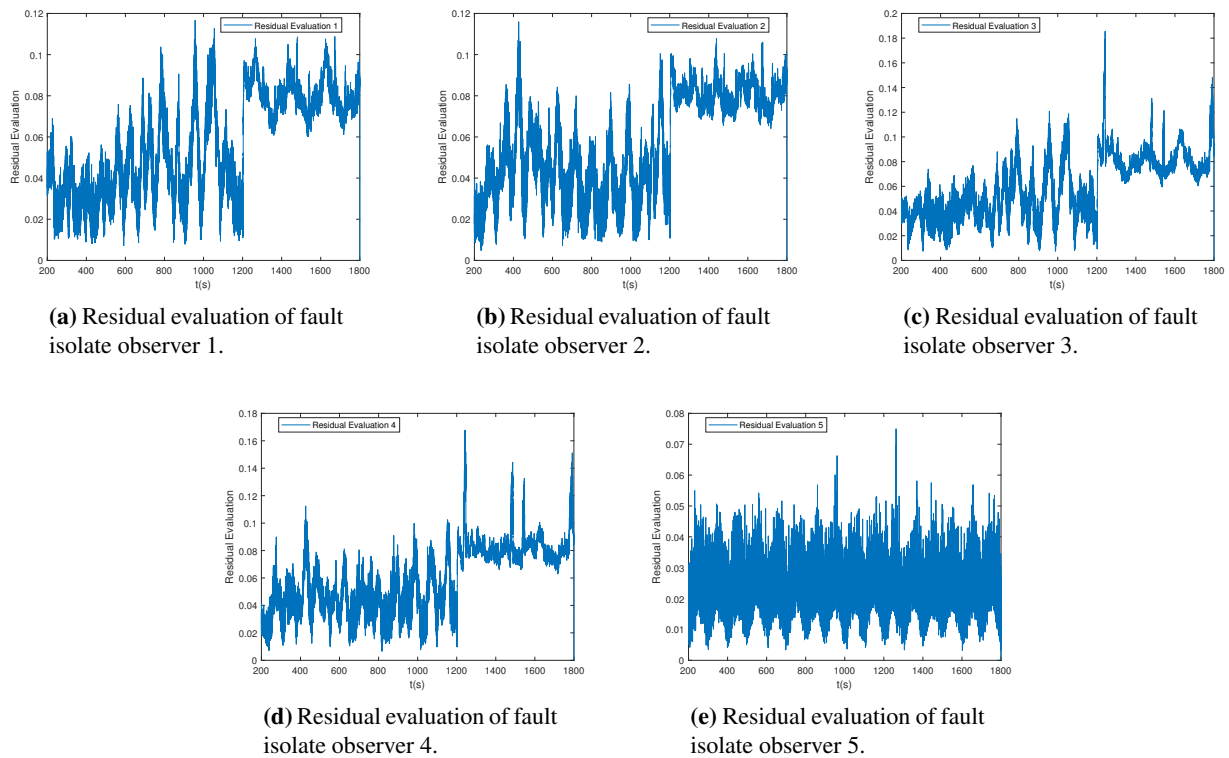 0.12
Residual Evaluation 1
0.1
0.08
0.06
0.04
0.02
0
Residual Evaluation
200 400 600 800 1000 1200 1400 1600 1800
t(s)
(a) Residual evaluation of fault
isolate observer 1.
0.12
Residual Evaluation 2
0.1
0.08
0.06
0.04
0.02
0
Residual Evaluation
200 400 600 800 1000 1200 1400 1600 1800
t(s)
(b) Residual evaluation of fault
isolate observer 2.
0.2
Residual Evaluation 3
0.18
0.16
0.14
0.12
0.1
0.08
0.06
0.04
0.02
0
Residual Evaluation
200 400 600 800 1000 1200 1400 1600 1800
t(s)
(c) Residual evaluation of fault
isolate observer 3.
0.18
Residual Evaluation 4
0.16
0.14
0.12
0.1
0.08
0.06
0.04
0.02
0
Residual Evaluation
200 400 600 800 1000 1200 1400 1600 1800
t(s)
(d) Residual evaluation of fault
isolate observer 4.
0.08
Residual Evaluation 5
0.07
0.06
0.05
0.04
0.03
0.02
0.01
0
Residual Evaluation
200 400 600 800 1000 1200 1400 1600 1800
t(s)
(e) Residual evaluation of fault
isolate observer 5.